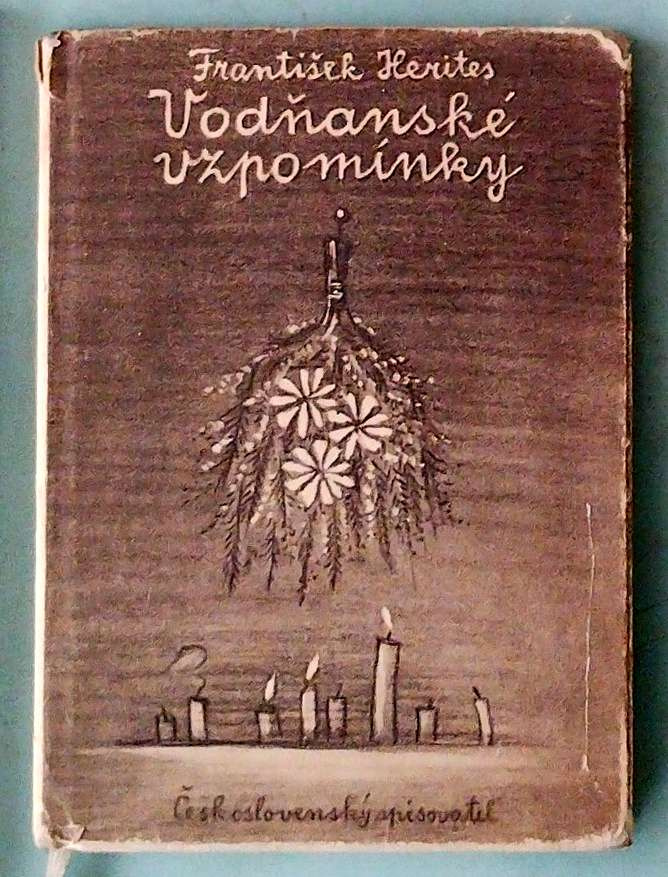 František Herites
Vodňanské
vzpomínky
Československý spisovatel